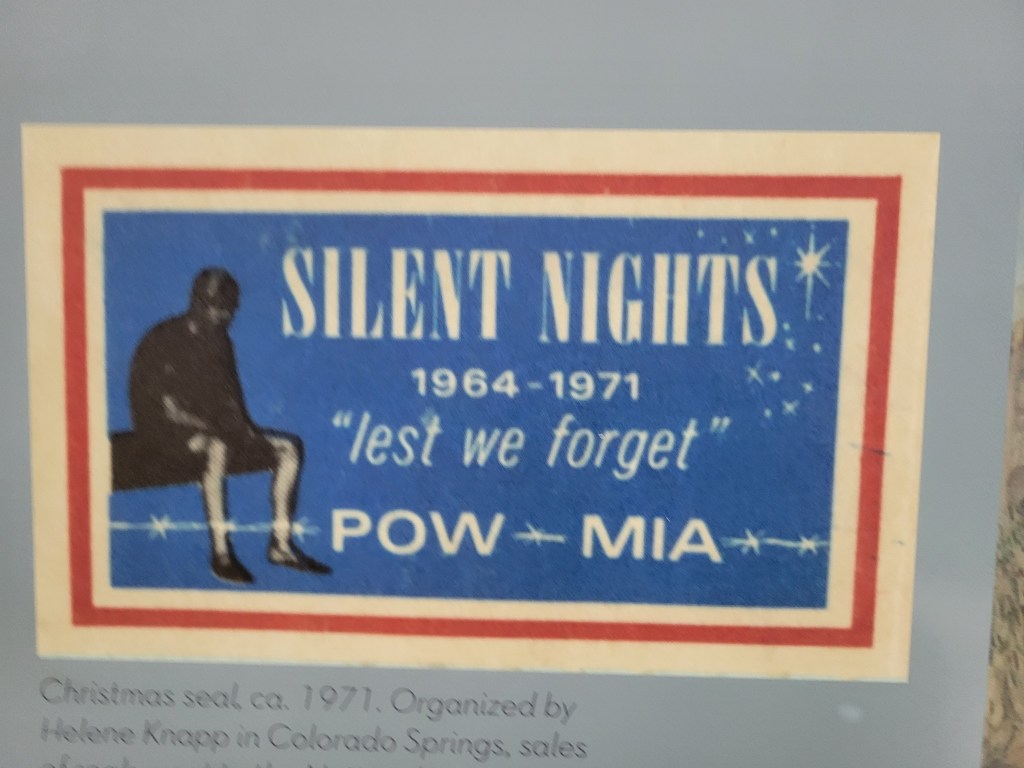 SILENT NIGHTS
1964-1971
"lest we forget"
POW MIA
Christmas seal, ca. 1971. Organized by
Helene Knapp in Colorado Springs, sales